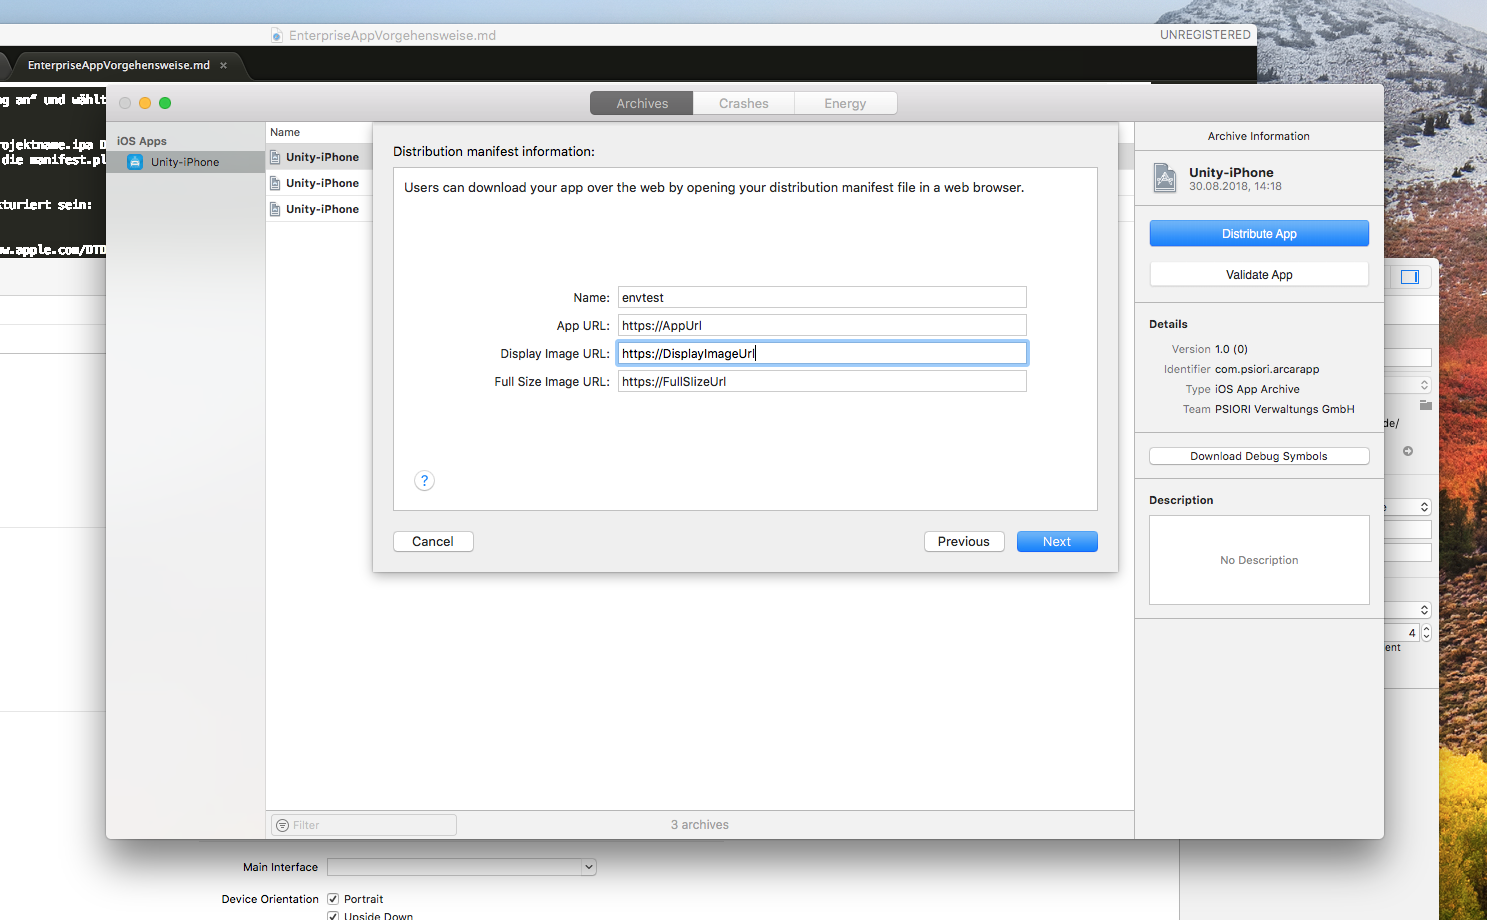 EnterpriseAppVorgehensweise.md
UNREGISTERED
EnterpriseAppVorgehensweise.md ×
g an“ und wählt
rojektname.ipa D
die manifest.pl
kturiert sein:
ww.apple.com/DTD
Archives
Crashes
Energy
iOS Apps
Unity-iPhone
Name
Unity-iPhone
Unity-iPhone
Unity-iPhone
Distribution manifest information:
Users can download your app over the web by opening your distribution manifest file in a web browser.
Name: envtest
App URL: https://AppUrl
Display Image URL: https://DisplayImageUrl
Full Size Image URL: https://FullSIizeUrl
?
Cancel
Previous
Next
Archive Information
Unity-iPhone
30.08.2018, 14:18
Distribute App
Validate App
Details
Version 1.0 (0)
Identifier com.psiori.arcarapp
Type iOS App Archive
Team PSIORI Verwaltungs GmbH
Download Debug Symbols
Description
No Description
de/
e
4
ent
Filter
3 archives
Main Interface
Device Orientation
Portrait
Upside Down